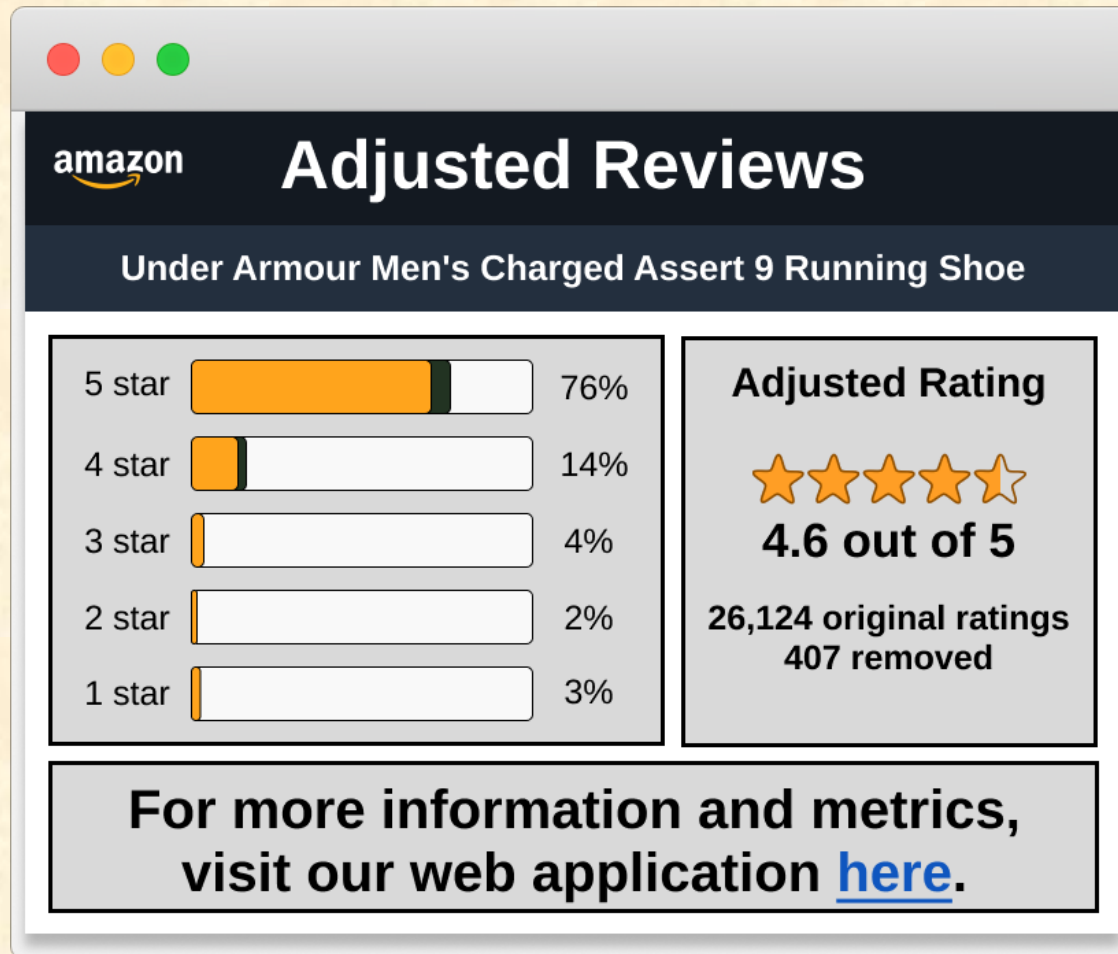 amazon
Adjusted Reviews
Under Armour Men's Charged Assert 9 Running Shoe
5 star 76%
4 star 14%
3 star 4%
2 star 2%
1 star 3%
Adjusted Rating
4.6 out of 5
26,124 original ratings
407 removed
For more information and metrics,
visit our web application here.